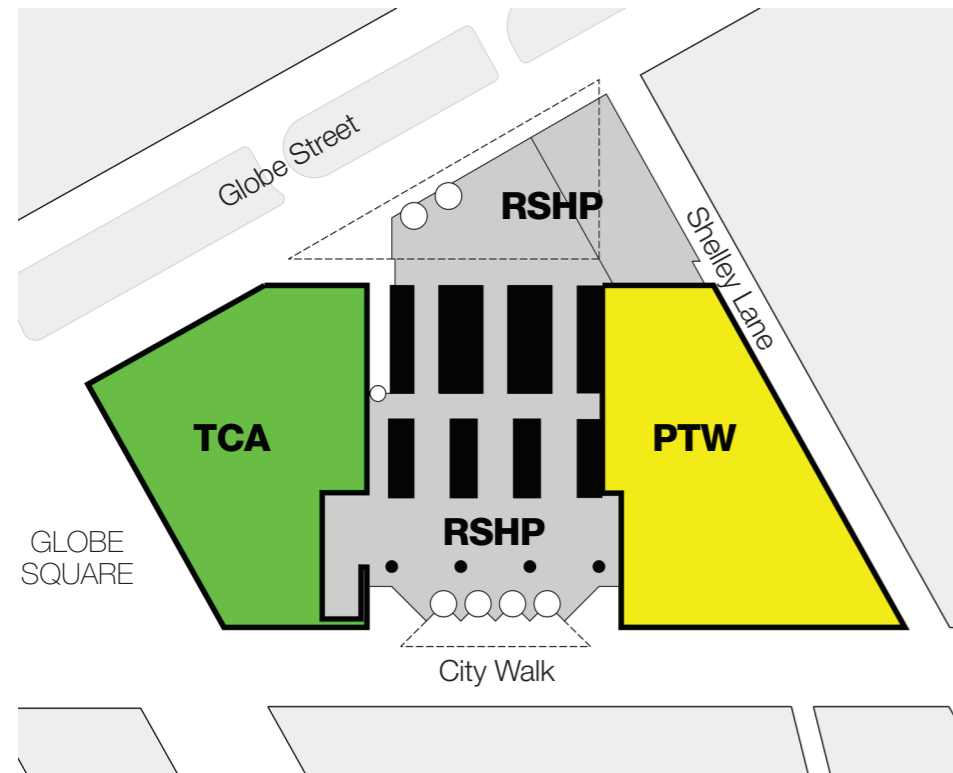 Globe Street
RSHP
Shelley Lane
TCA
PTW
RSHP
GLOBE
SQUARE
City Walk